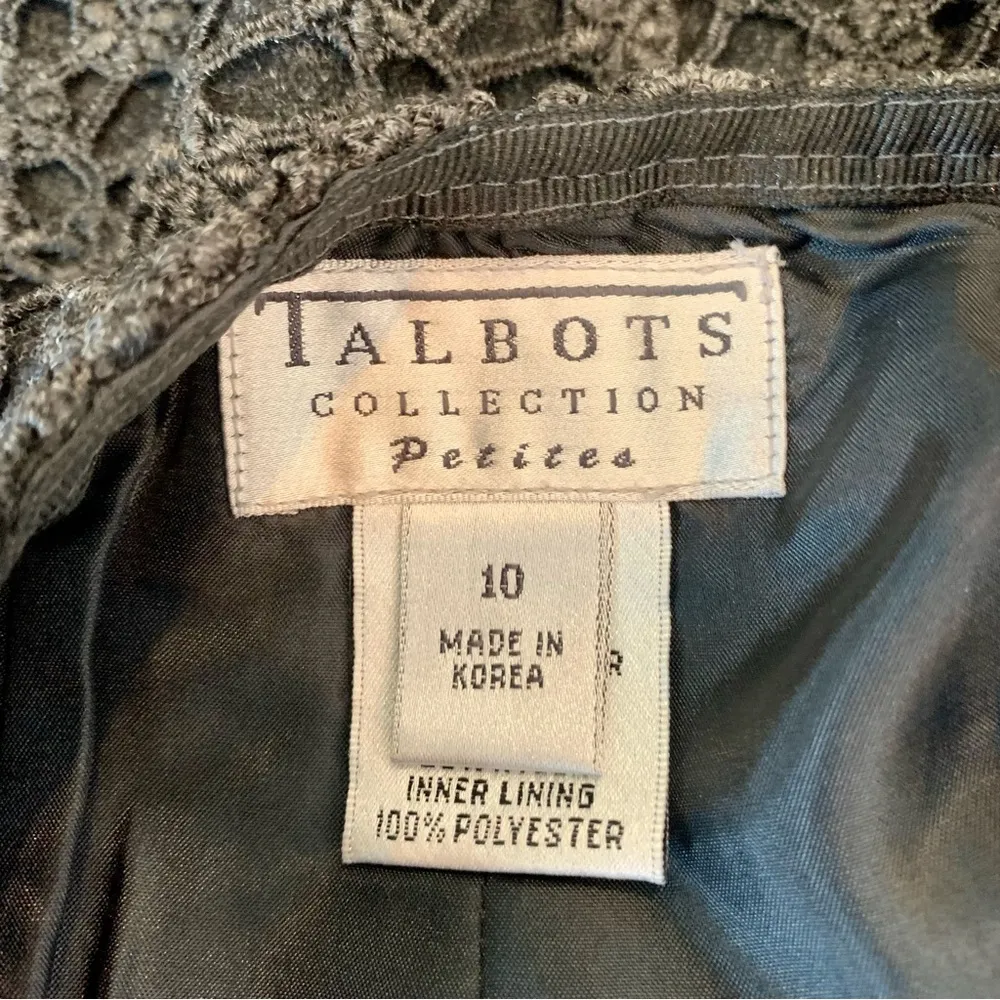 TALBOTS
COLLECTION
Petites
10
MADE IN
KOREA
R
INNER LINING
100% POLYESTER